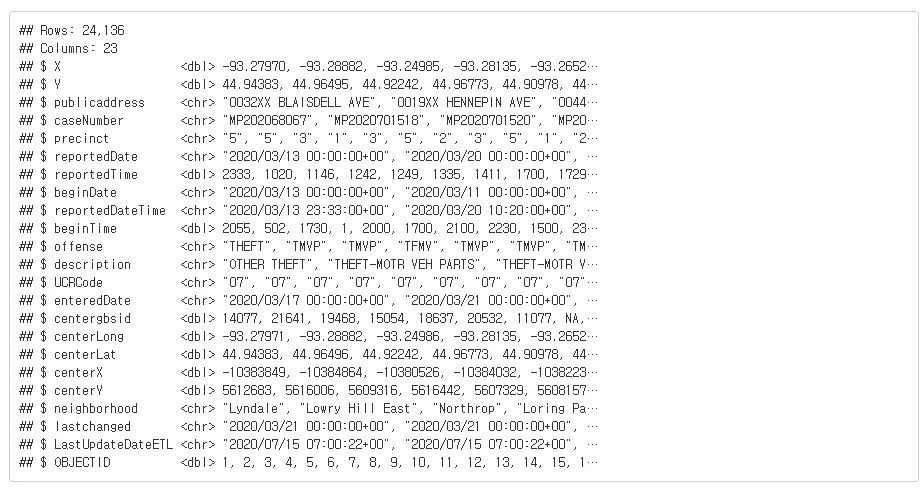 ## Rows: 24,136
## Columns: 23
## $ X                 <dbl> -93.27970, -93.28882, -93.24985, -93.28135, -93.2652…
## $ Y                 <dbl> 44.94383, 44.96495, 44.92242, 44.96773, 44.90978, 44…
## $ publicaddress     <chr> "0032XX BLAISDELL AVE", "0019XX HENNEPIN AVE", "0044…
## $ caseNumber        <chr> "MP202068067", "MP2020701518", "MP2020701520", "MP20…
## $ precinct          <chr> "5", "5", "3", "1", "3", "5", "2", "3", "5", "1", "2…
## $ reportedDate      <chr> "2020/03/13 00:00:00+00", "2020/03/20 00:00:00+00", …
## $ reportedTime      <dbl> 2333, 1020, 1146, 1242, 1249, 1335, 1411, 1700, 1729…
## $ beginDate         <chr> "2020/03/13 00:00:00+00", "2020/03/11 00:00:00+00", …
## $ reportedDateTime  <chr> "2020/03/13 23:33:00+00", "2020/03/20 10:20:00+00", …
## $ beginTime         <dbl> 2055, 502, 1730, 1, 2000, 1700, 2100, 2230, 1500, 23…
## $ offense           <chr> "THEFT", "TMVP", "TMVP", "TFMV", "TMVP", "TMVP", "TM…
## $ description       <chr> "OTHER THEFT", "THEFT-MOTR VEH PARTS", "THEFT-MOTR V…
## $ UCRCode           <chr> "07", "07", "07", "07", "07", "07", "07", "07", "07"…
## $ enteredDate       <chr> "2020/03/17 00:00:00+00", "2020/03/21 00:00:00+00", …
## $ centergbsid       <dbl> 14077, 21641, 19468, 15054, 18637, 20532, 11077, NA,…
## $ centerLong        <dbl> -93.27971, -93.28882, -93.24986, -93.28135, -93.2652…
## $ centerLat         <dbl> 44.94383, 44.96496, 44.92242, 44.96773, 44.90978, 44…
## $ centerX           <dbl> -10383849, -10384864, -10380526, -10384032, -1038223…
## $ centerY           <dbl> 5612683, 5616006, 5609316, 5616442, 5607329, 5608157…
## $ neighborhood      <chr> "Lyndale", "Lowry Hill East", "Northrop", "Loring Pa…
## $ lastchanged       <chr> "2020/03/21 00:00:00+00", "2020/03/21 00:00:00+00", …
## $ LastUpdateDateETL <chr> "2020/07/15 07:00:22+00", "2020/07/15 07:00:22+00", …
## $ OBJECTID          <dbl> 1, 2, 3, 4, 5, 6, 7, 8, 9, 10, 11, 12, 13, 14, 15, 1…